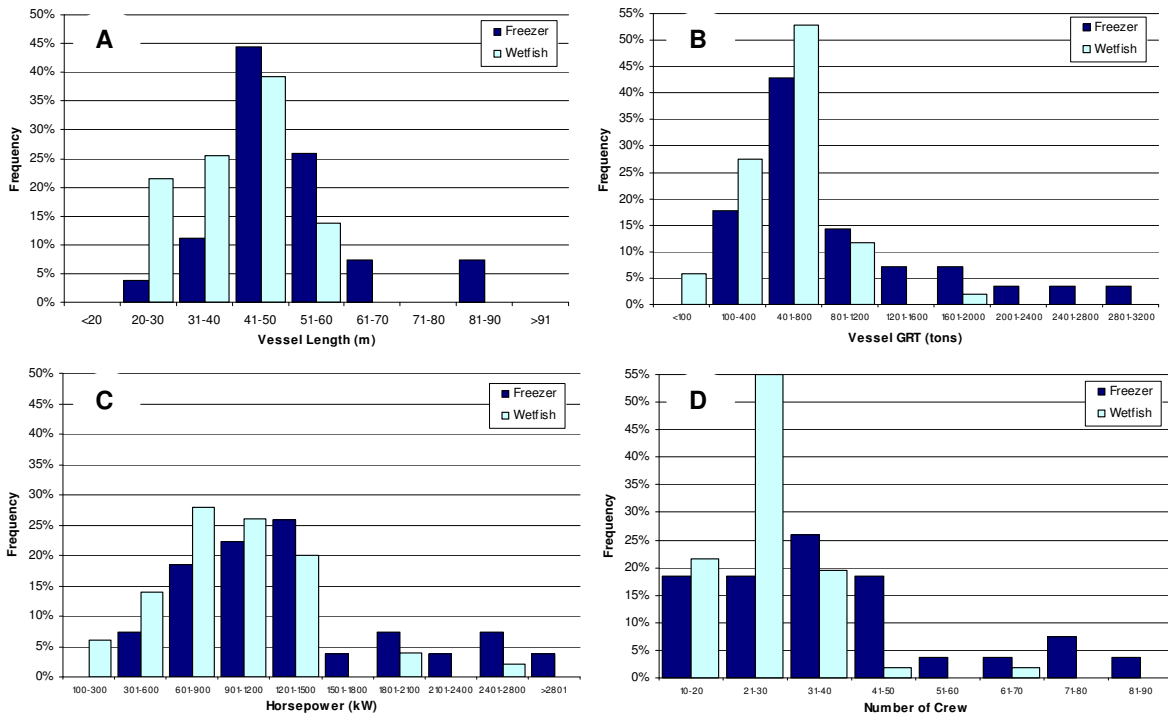 50%
45%
40%
35%
30%
25%
20%
15%
10%
5%
0%
Frequency
A
Freezer
Wetfish
<20 20-30 31-40 41-50 51-60 61-70 71-80 81-90 >91
Vessel Length (m)
55%
50%
45%
40%
35%
30%
25%
20%
15%
10%
5%
0%
Frequency
B
Freezer
Wetfish
<100 100-400 401-800 801-1200 1201-1600 1601-2000 2001-2400 2401-2800 2801-3200
Vessel GRT (tons)
50%
45%
40%
35%
30%
25%
20%
15%
10%
5%
0%
Frequency
C
Freezer
Wetfish
100-300 301-600 601-900 901-1200 1201-1500 1501-1800 1801-2100 2101-2400 2401-2800 >2801
Horsepower (kW)
55%
50%
45%
40%
35%
30%
25%
20%
15%
10%
5%
0%
Frequency
D
Freezer
Wetfish
10-20 21-30 31-40 41-50 51-60 61-70 71-80 81-90
Number of Crew